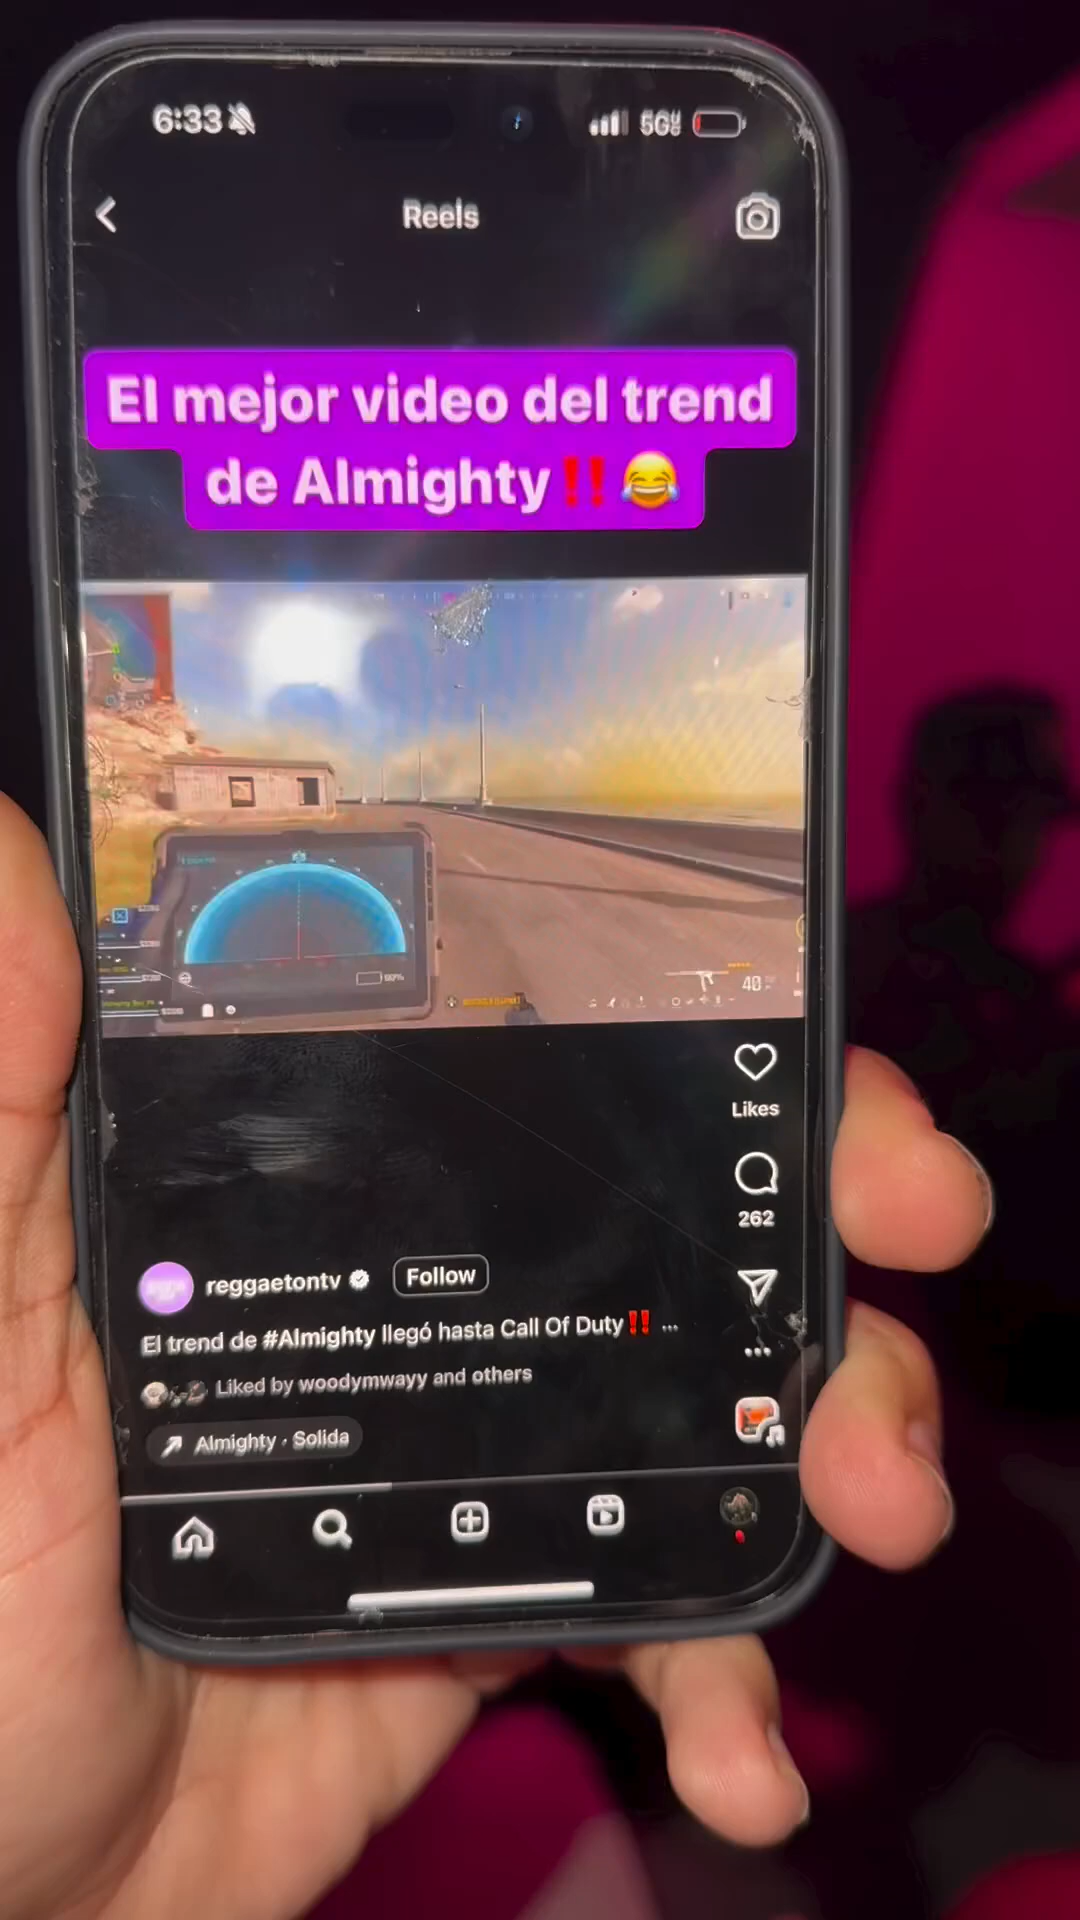 6:33
5G
Reels
El mejor video del trend
de Almighty‼️😂
40
Likes
262
reggaetontv
Follow
El trend de #Almighty llegó hasta Call Of Duty‼️ ...
Liked by woodymwayy and others
Almighty · Solida